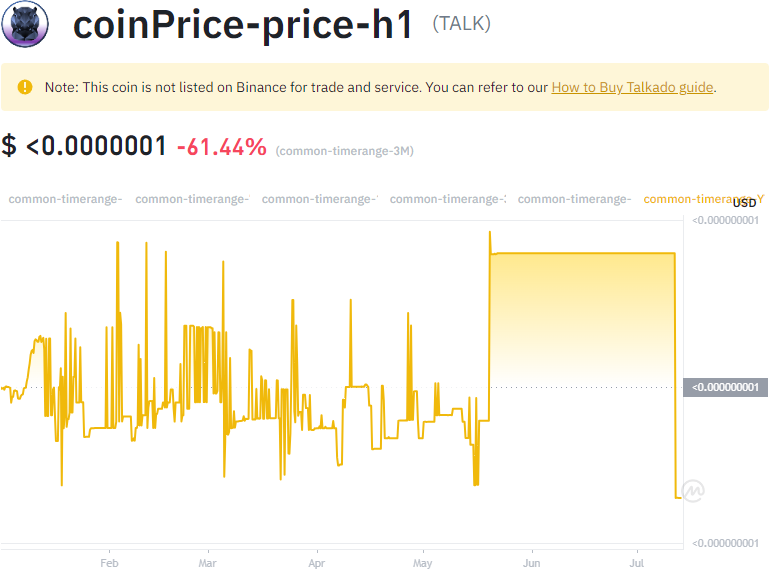 coinPrice-price-h1 (TALK)
Note: This coin is not listed on Binance for trade and service. You can refer to our How to Buy Talkado guide.
$ <0.0000001 -61.44% (common-timerange-3M)
common-timerange- common-timerange- common-timerange- common-timerange- common-timerange- common-timerange-Y
USD
<0.000000001
<0.000000001
<0.000000001
Feb Mar Apr May Jun Jul